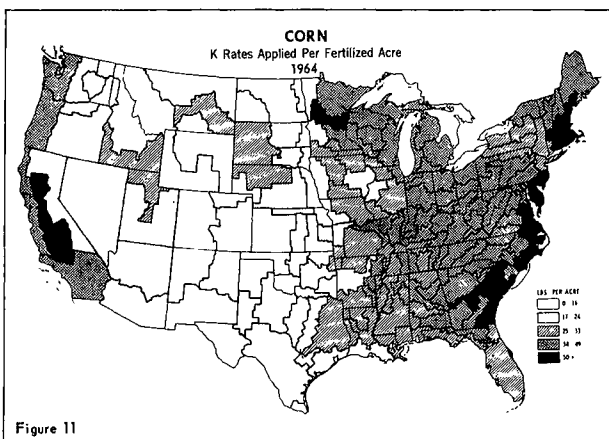 CORN
K Rates Applied Per Fertilized Acre
1964
LBS PER ACRE
0 16
17 24
25 33
34 49
50 +
Figure 11